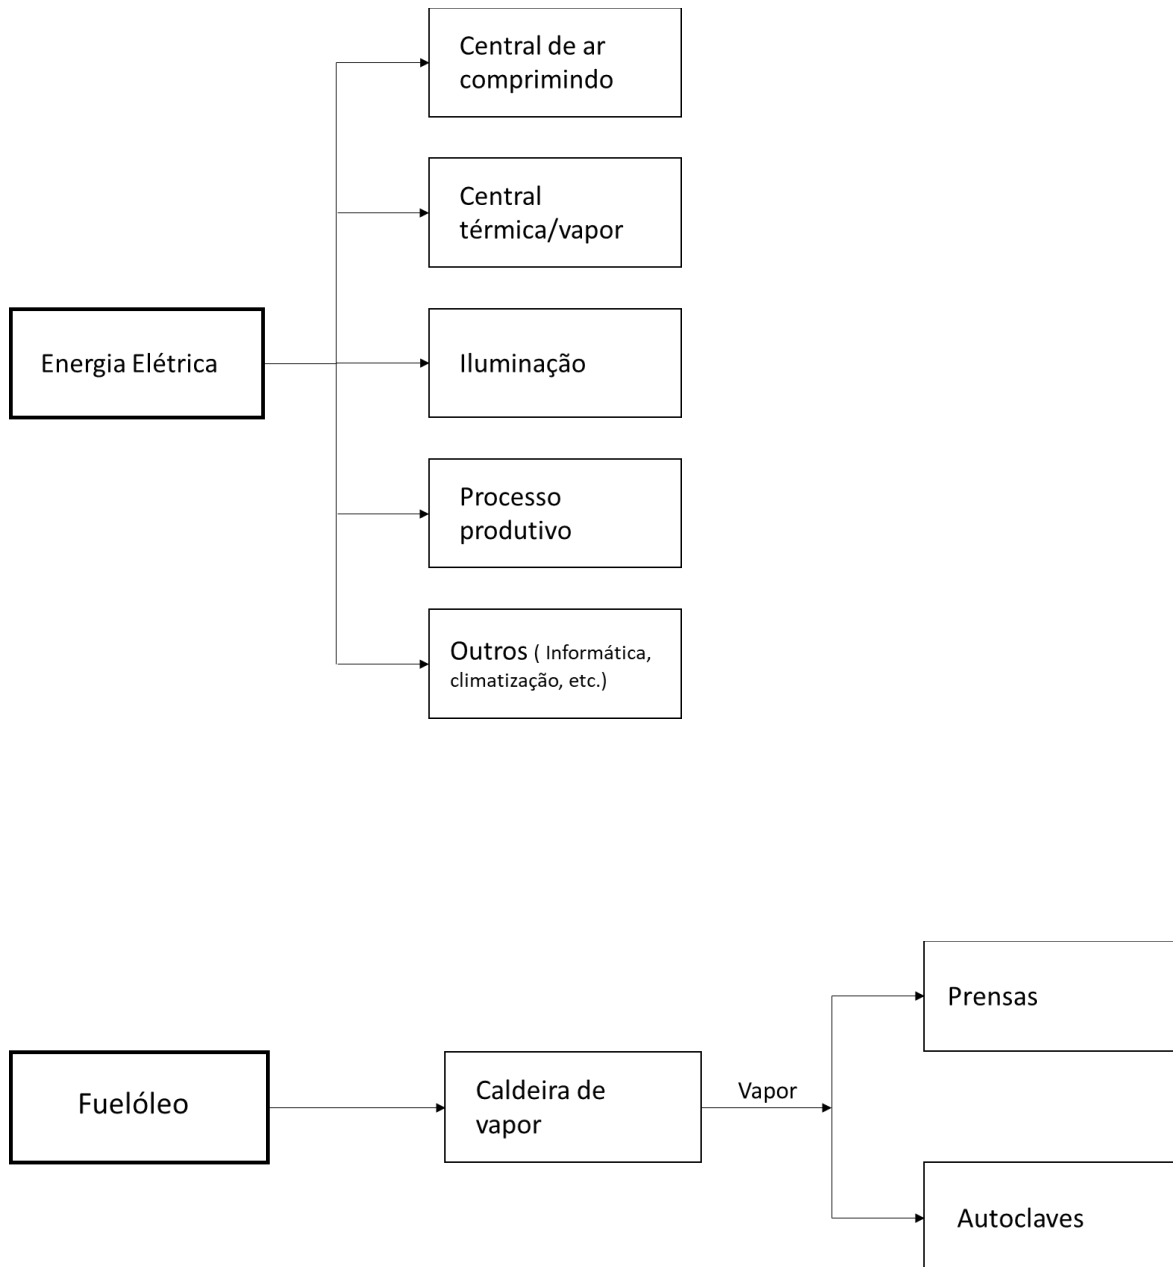 Central de ar
comprimindo
Central
térmica/vapor
Energia Elétrica
Iluminação
Processo
produtivo
Outros ( Informática,
climatização, etc.)
Prensas
Fuelóleo
Caldeira de
vapor
Vapor
Autoclaves